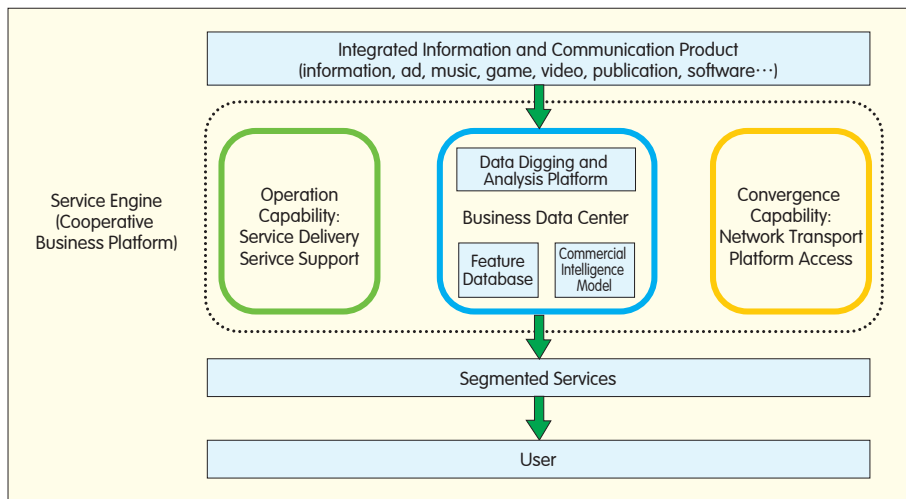 Integrated Information and Communication Product
(information, ad, music, game, video, publication, software…)
Service Engine
(Cooperative
Business Platform)
Operation
Capability:
Service Delivery
Serivce Support
Data Digging and
Analysis Platform
Business Data Center
Feature
Database
Commercial
Intelligence
Model
Convergence
Capability:
Network Transport
Platform Access
Segmented Services
User